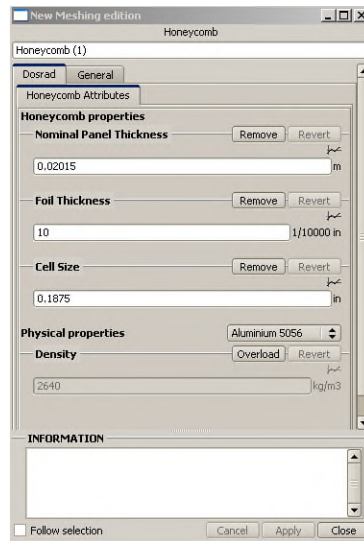 New Meshing edition
Honeycomb
Honeycomb (1)
Dosrad General
Honeycomb Attributes
Honeycomb properties
Nominal Panel Thickness Remove Revert
0.02015 m
Foil Thickness Remove Revert
10 1/10000 in
Cell Size Remove Revert
0.1875 in
Physical properties Aluminium 5056
Density Overload Revert
2640 kg/m3
INFORMATION
Follow selection Cancel Apply Close